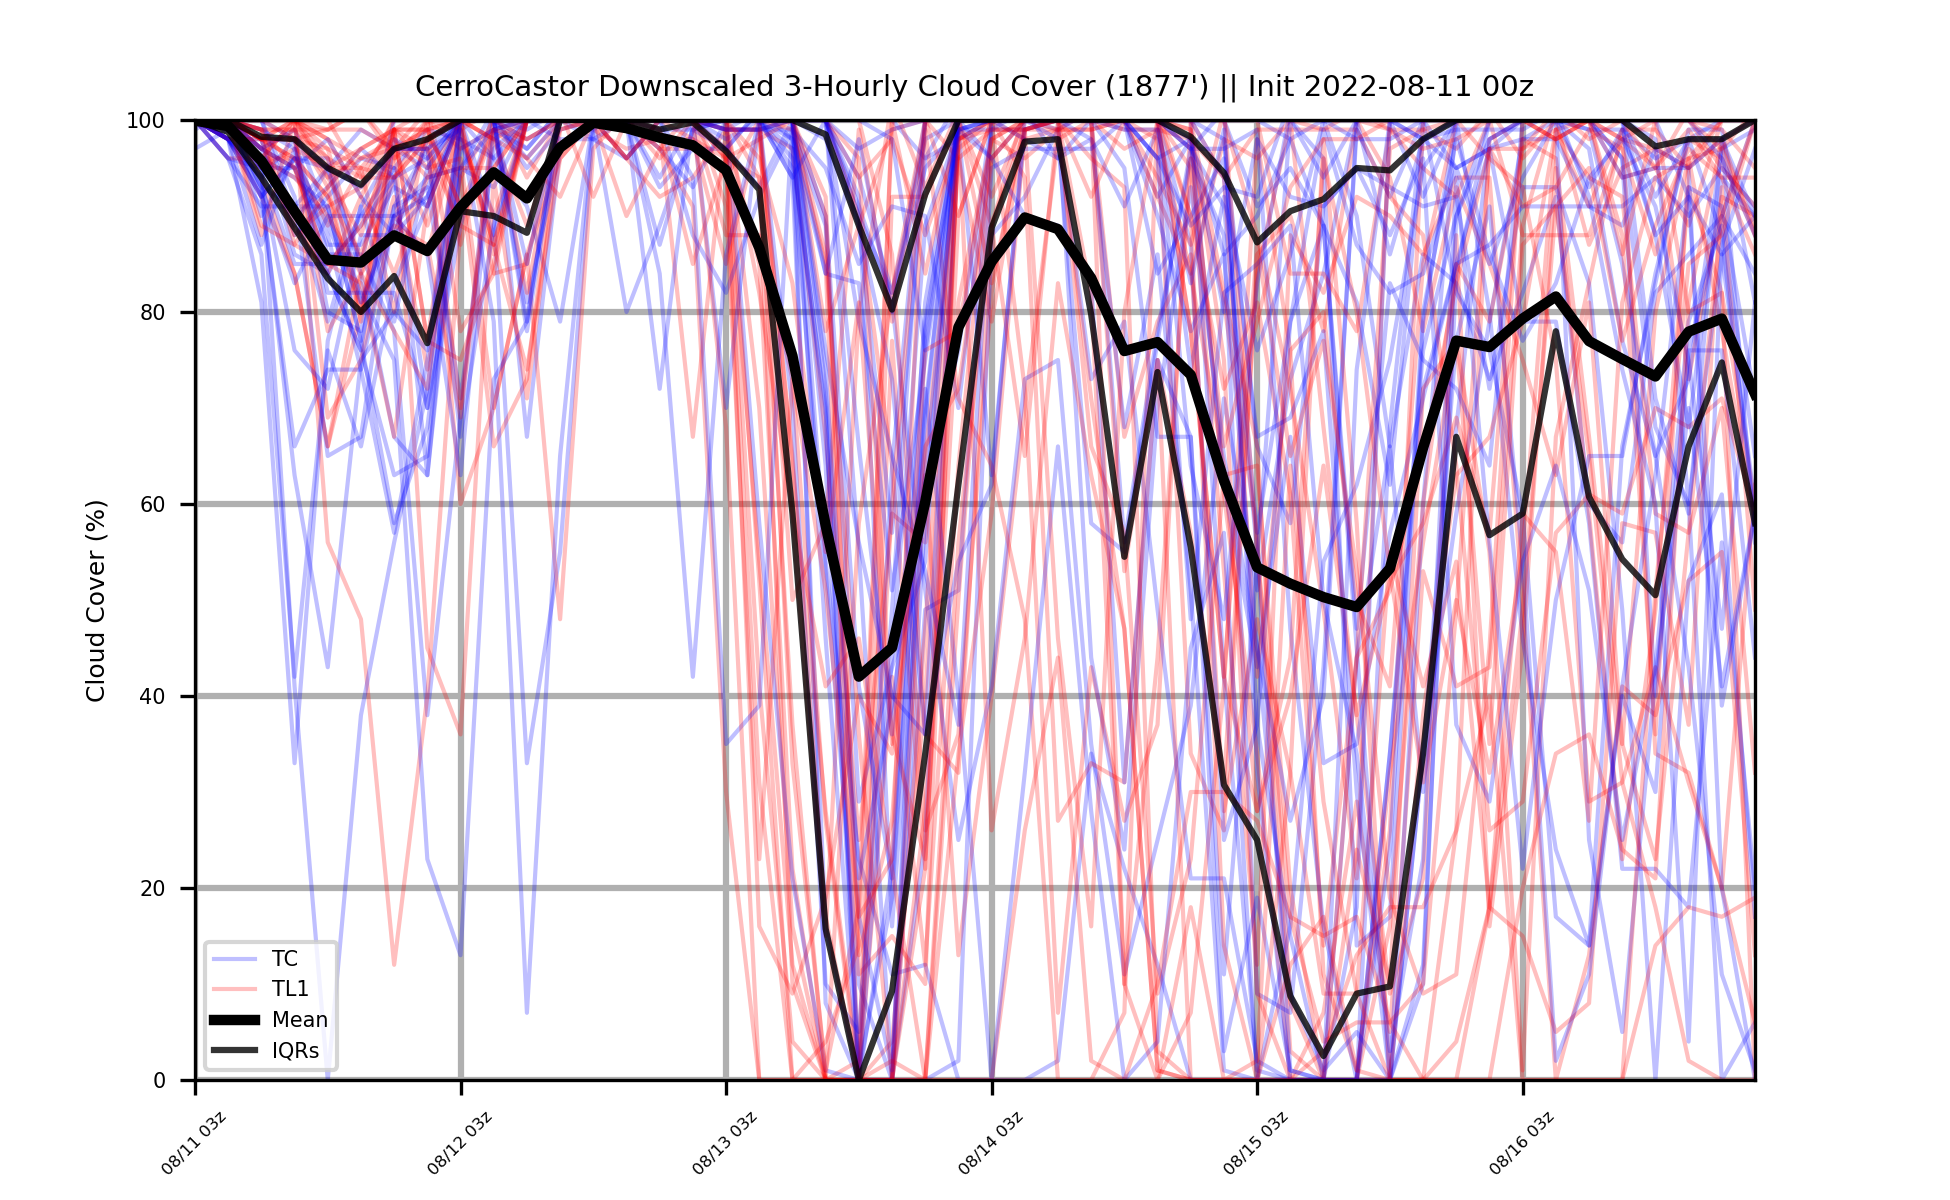 CerroCastor Downscaled 3-Hourly Cloud Cover (1877') || Init 2022-08-11 00z
Cloud Cover (%)
100
80
60
40
20
0
TC
TL1
Mean
IQRs
08/11 03z
08/12 03z
08/13 03z
08/14 03z
08/15 03z
08/16 03z